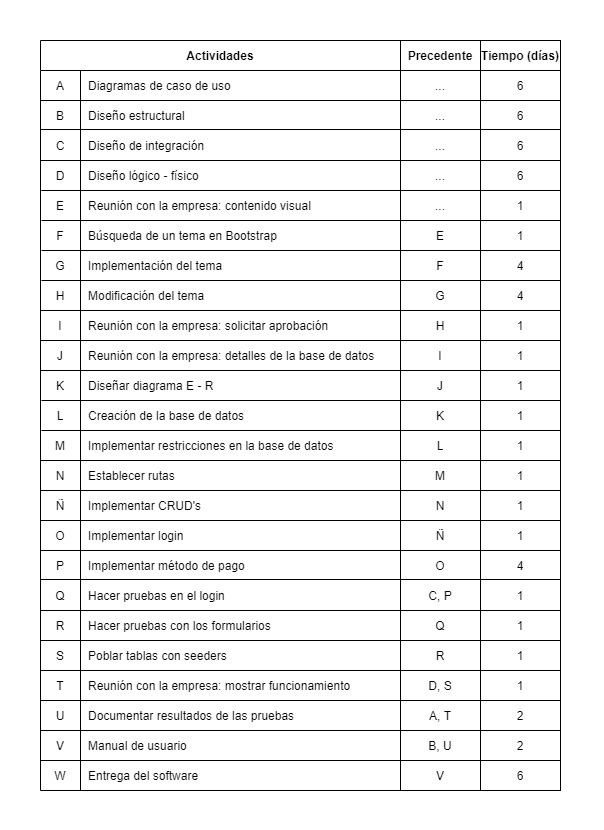 Actividades Precedente Tiempo (días)
A Diagramas de caso de uso ... 6
B Diseño estructural ... 6
C Diseño de integración ... 6
D Diseño lógico - físico ... 6
E Reunión con la empresa: contenido visual ... 1
F Búsqueda de un tema en Bootstrap E 1
G Implementación del tema F 4
H Modificación del tema G 4
I Reunión con la empresa: solicitar aprobación H 1
J Reunión con la empresa: detalles de la base de datos I 1
K Diseñar diagrama E - R J 1
L Creación de la base de datos K 1
M Implementar restricciones en la base de datos L 1
N Establecer rutas M 1
Ñ Implementar CRUD's N 1
O Implementar login Ñ 1
P Implementar método de pago O 4
Q Hacer pruebas en el login C, P 1
R Hacer pruebas con los formularios Q 1
S Poblar tablas con seeders R 1
T Reunión con la empresa: mostrar funcionamiento D, S 1
U Documentar resultados de las pruebas A, T 2
V Manual de usuario B, U 2
W Entrega del software V 6